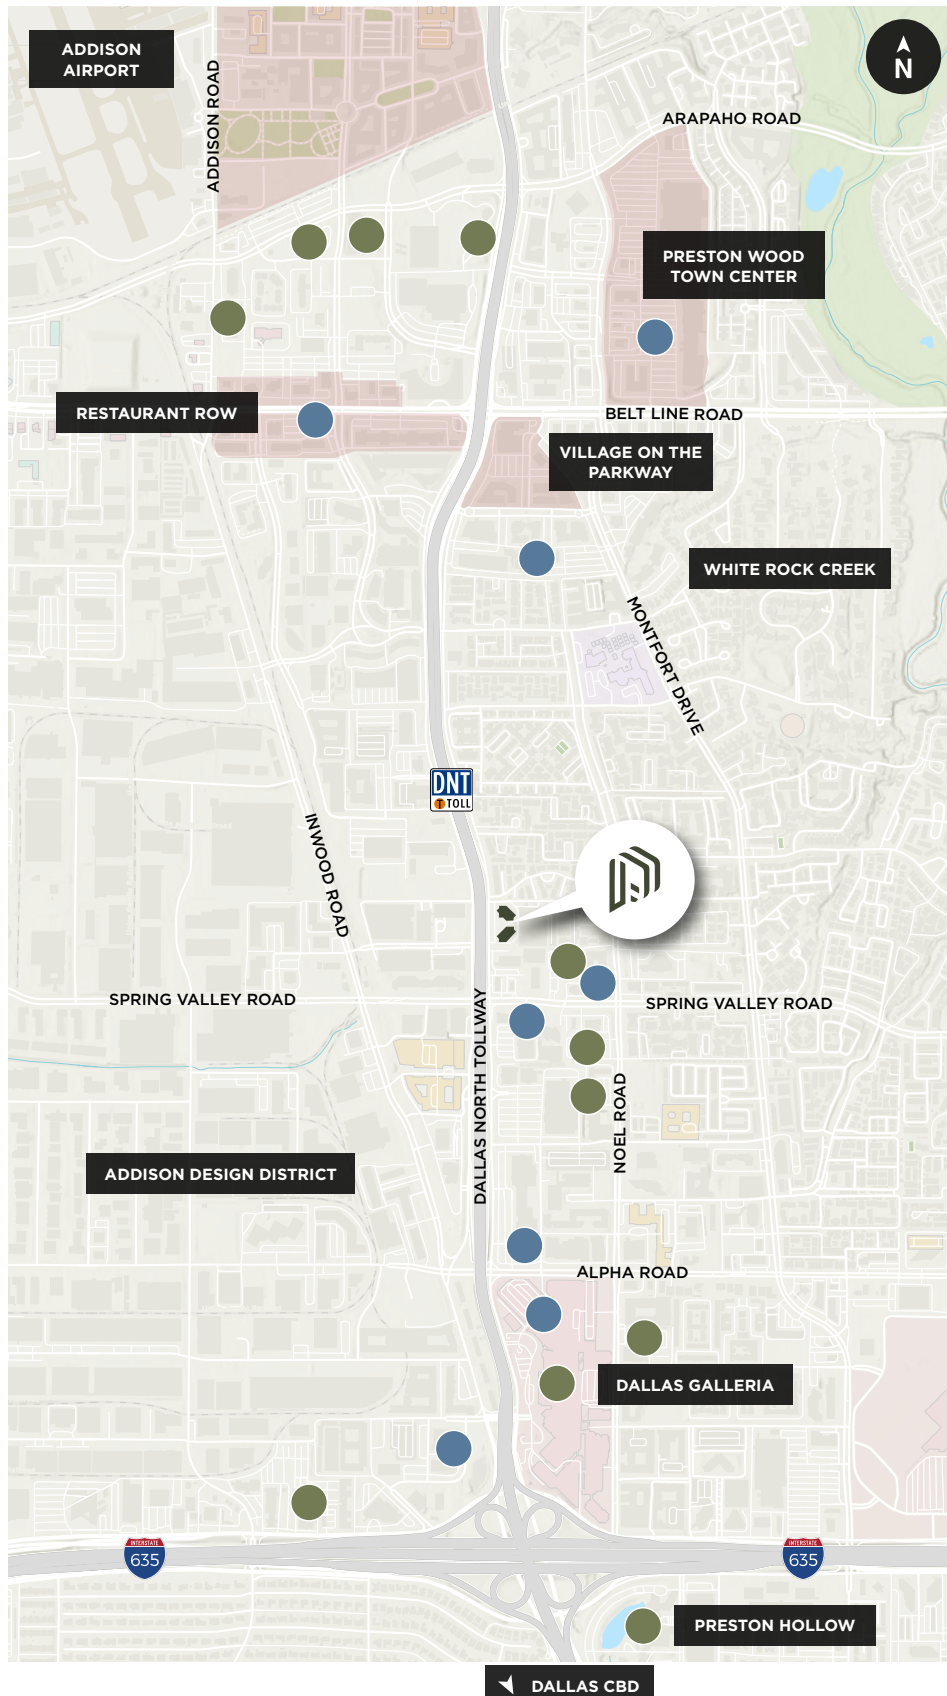 ADDISON
AIRPORT
N
ADDISON ROAD
ARAPAHO ROAD
PRESTON WOOD
TOWN CENTER
RESTAURANT ROW
BELT LINE ROAD
VILLAGE ON THE
PARKWAY
WHITE ROCK CREEK
MONTFORT DRIVE
DNT
T TOLL
INWOOD ROAD
SPRING VALLEY ROAD
SPRING VALLEY ROAD
DALLAS NORTH TOLLWAY
NOEL ROAD
ADDISON DESIGN DISTRICT
ALPHA ROAD
DALLAS GALLERIA
INTERSTATE
635
INTERSTATE
635
PRESTON HOLLOW
DALLAS CBD